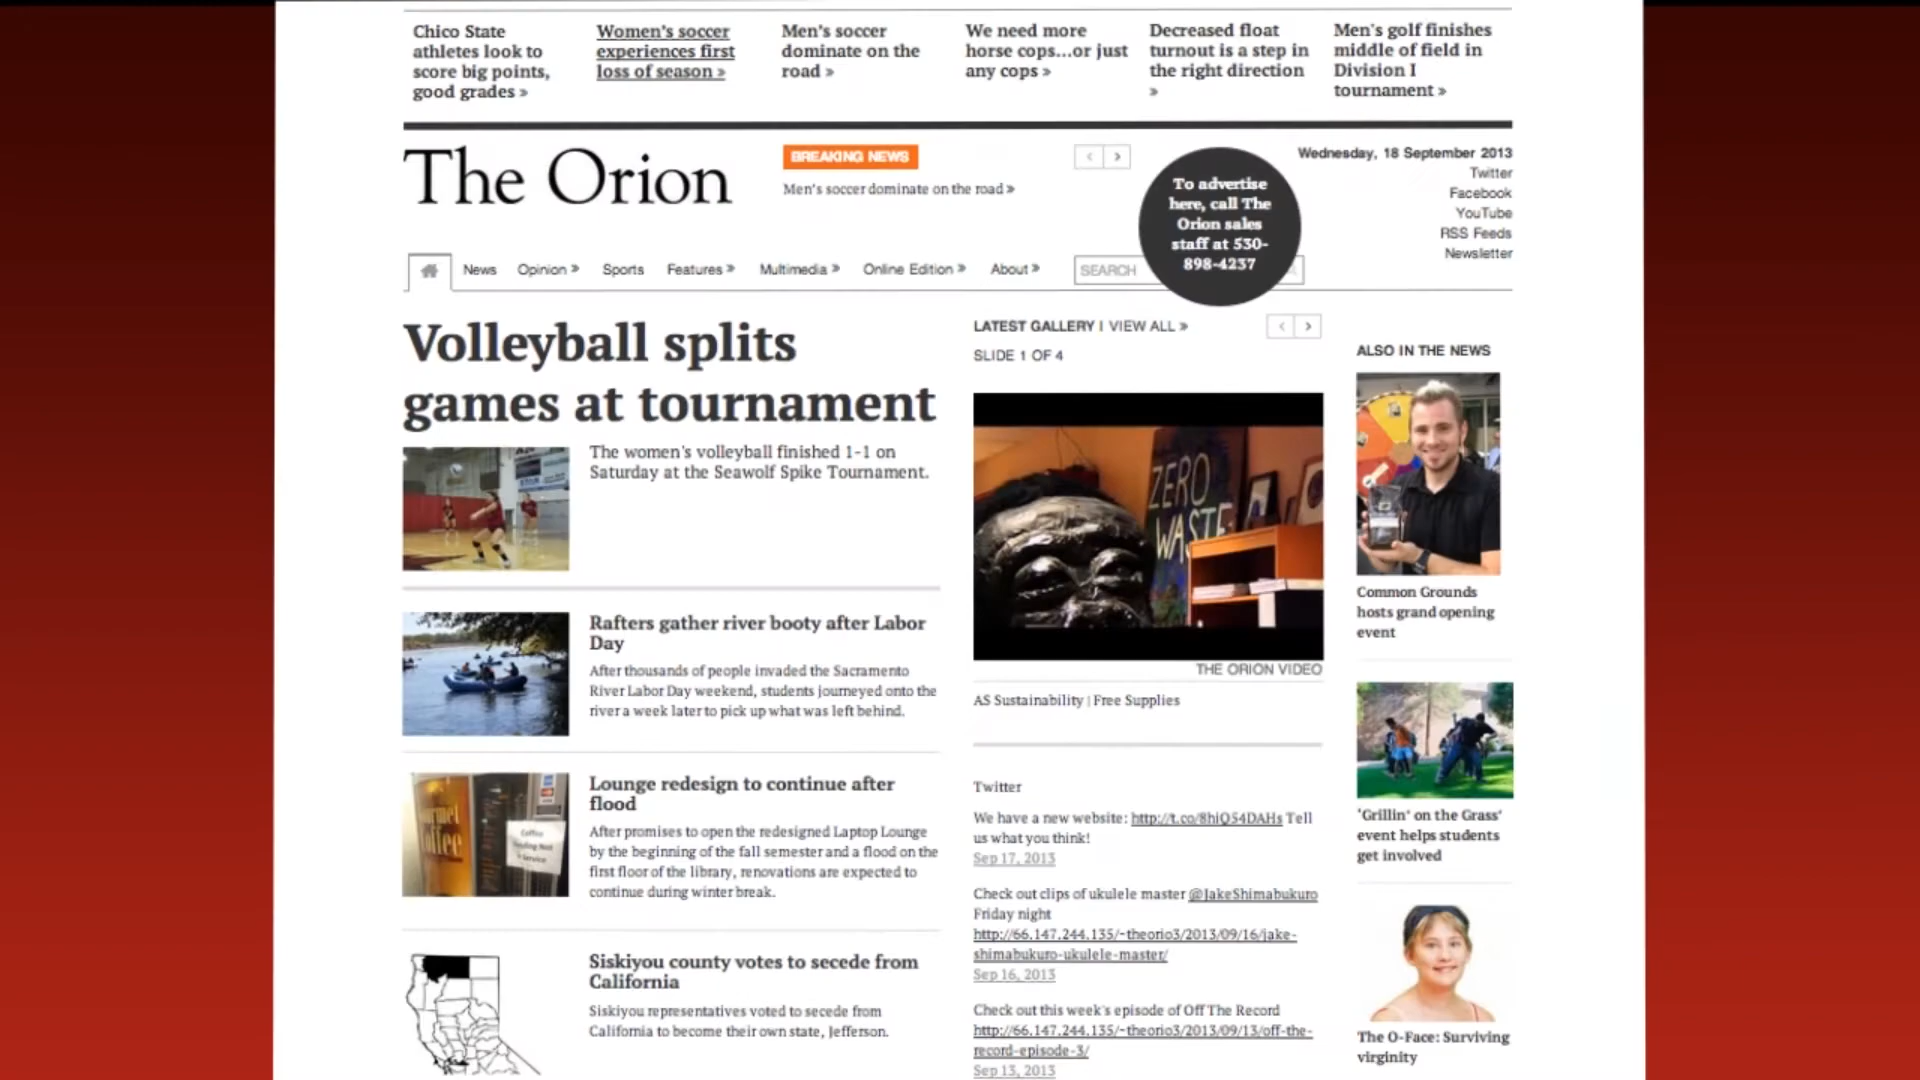 Chico State
athletes look to
score big points,
good grades »
Women's soccer
experiences first
loss of season »
Men's soccer
dominate on the
road »
We need more
horse cops...or just
any cops »
Decreased float
turnout is a step in
the right direction
»
Men's golf finishes
middle of field in
Division I
tournament »
The Orion
BREAKING NEWS
Men's soccer dominate on the road »
To advertise
here, call The
Orion sales
staff at 530-
898-4237
Wednesday, 18 September 2013
Twitter
Facebook
YouTube
RSS Feeds
Newsletter
News Opinion » Sports Features » Multimedia » Online Edition » About »
SEARCH
Volleyball splits
games at tournament
The women's volleyball finished 1-1 on
Saturday at the Seawolf Spike Tournament.
Rafters gather river booty after Labor
Day
After thousands of people invaded the Sacramento
River Labor Day weekend, students journeyed onto the
river a week later to pick up what was left behind.
Lounge redesign to continue after
flood
After promises to open the redesigned Laptop Lounge
by the beginning of the fall semester and a flood on the
first floor of the library, renovations are expected to
continue during winter break.
Coffee
Not
Service
Siskiyou county votes to secede from
California
Siskiyou representatives voted to secede from
California to become their own state, Jefferson.
LATEST GALLERY | VIEW ALL »
SLIDE 1 OF 4
ZERO
WASTE
THE ORION VIDEO
AS Sustainability | Free Supplies
Twitter
We have a new website: http://t.co/8hiQ54DAHs Tell
us what you think!
Sep 17, 2013
Check out clips of ukulele master @JakeShimabukuro
Friday night
http://66.147.244.135/~theorio3/2013/09/16/jake-
shimabukuro-ukulele-master/
Sep 16, 2013
Check out this week's episode of Off The Record
http://66.147.244.135/~theorio3/2013/09/13/off-the-
record-episode-3/
Sep 13, 2013
ALSO IN THE NEWS
Common Grounds
hosts grand opening
event
'Grillin' on the Grass'
event helps students
get involved
The O-Face: Surviving
virginity